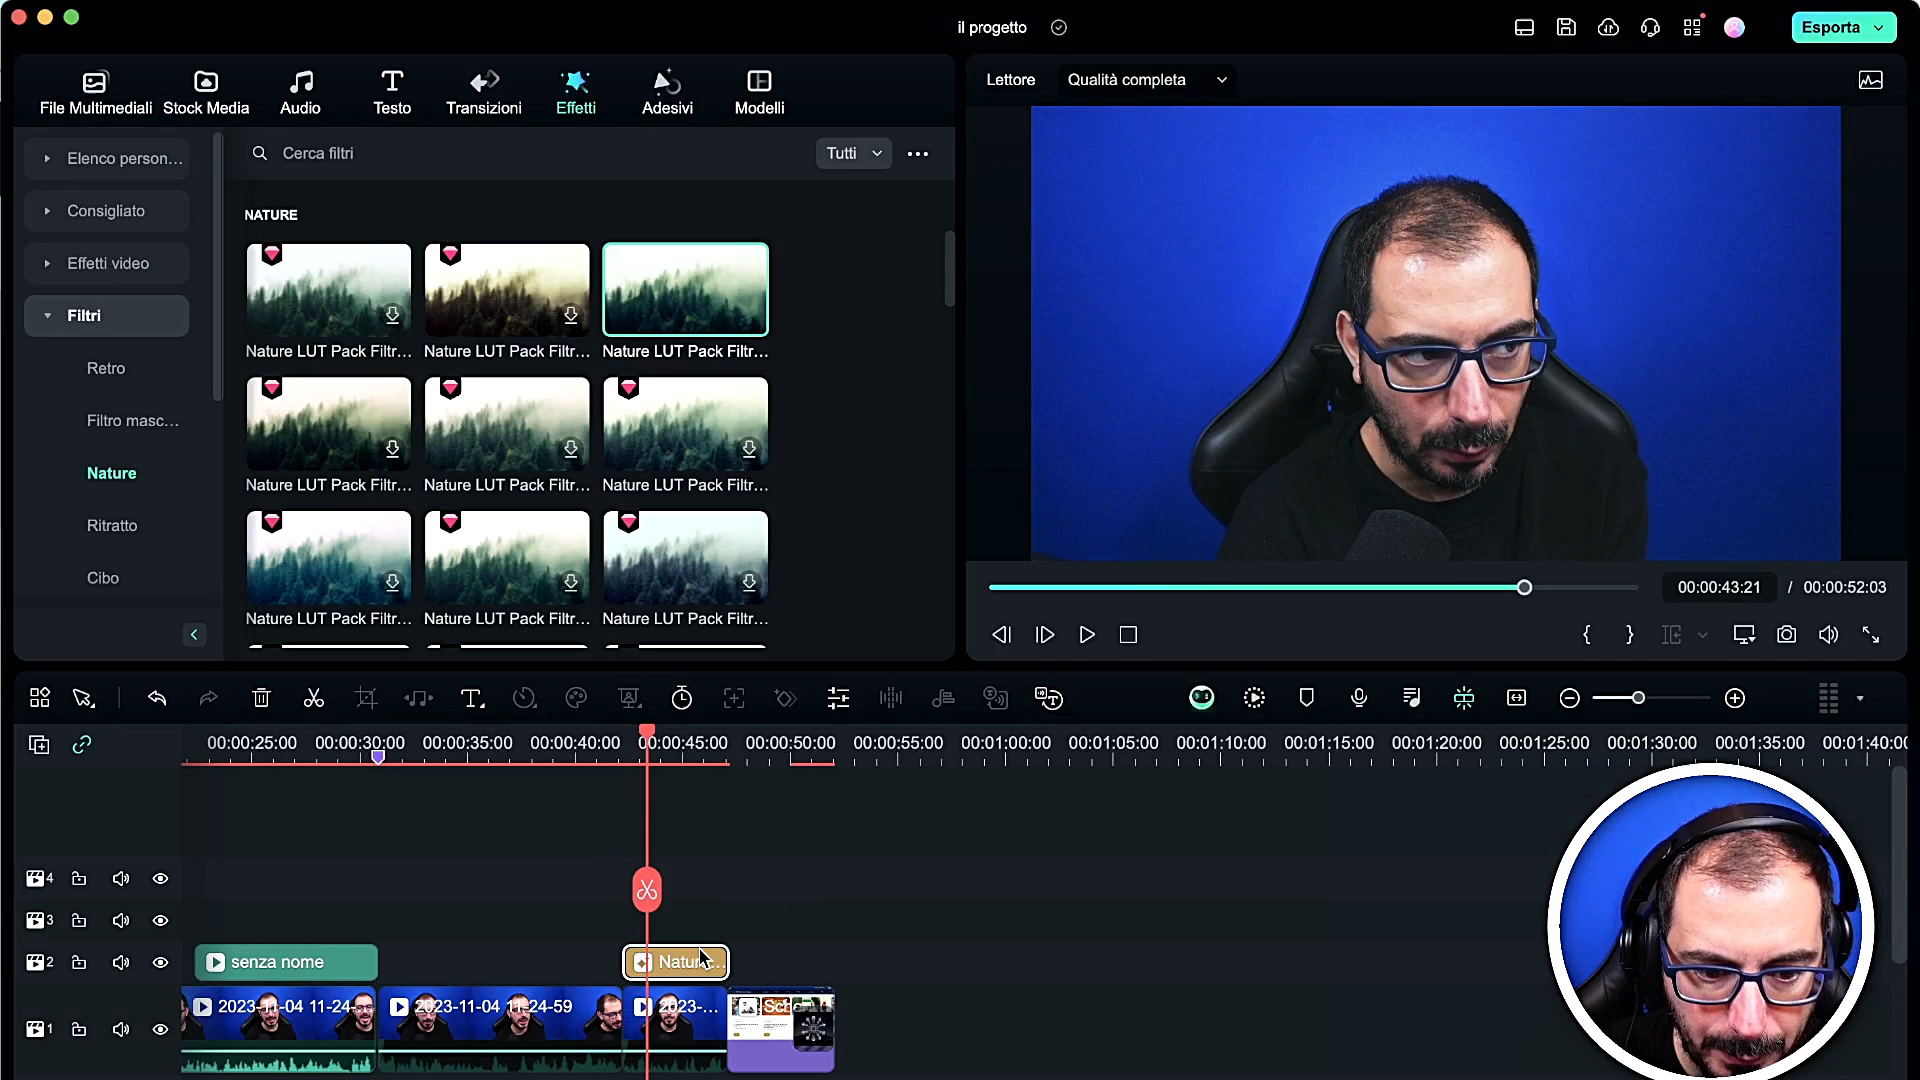 il progetto
Esporta
File Multimediali
Stock Media
Audio
Testo
Transizioni
Effetti
Adesivi
Modelli
Lettore
Qualità completa
Elenco person...
Consigliato
Effetti video
Filtri
Retro
Filtro masc...
Nature
Ritratto
Cibo
Cerca filtri
Tutti
NATURE
Nature LUT Pack Filtr...
Nature LUT Pack Filtr...
Nature LUT Pack Filtr...
Nature LUT Pack Filtr...
Nature LUT Pack Filtr...
Nature LUT Pack Filtr...
Nature LUT Pack Filtr...
Nature LUT Pack Filtr...
Nature LUT Pack Filtr...
00:00:43:21 / 00:00:52:03
00:00:25:00 00:00:30:00 00:00:35:00 00:00:40:00 00:00:45:00 00:00:50:00 00:00:55:00 00:01:00:00 00:01:05:00 00:01:10:00 00:01:15:00 00:01:20:00 00:01:25:00 00:01:30:00 00:01:35:00 00:01:40:00
4
3
2
senza nome
1
2023-11-04 11-24-
2023-11-04 11-24-59
2023-...